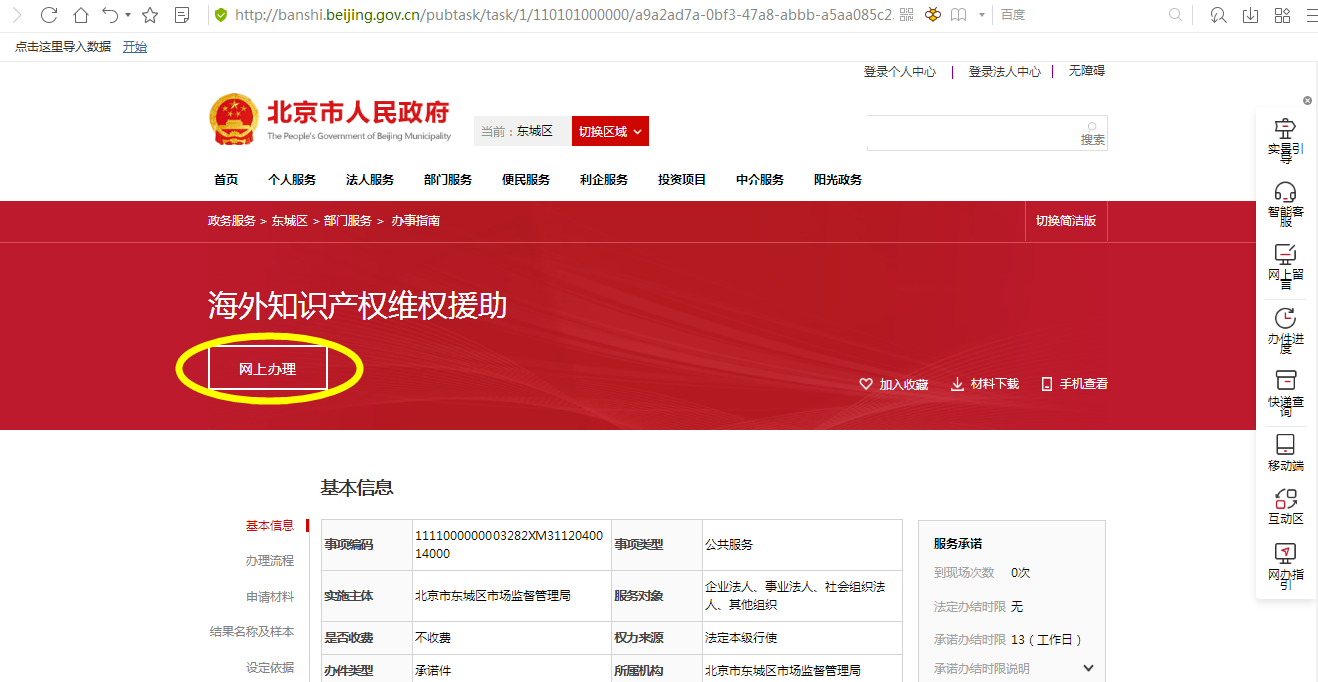 http://banshi.beijing.gov.cn/pubtask/task/1/110101000000/a9a2ad7a-0bf3-47a8-abbb-a5aa085c2
百度
点击这里导入数据 开始
登录个人中心 | 登录法人中心 | 无障碍
北京市人民政府
The People's Government of Beijing Municipality
当前：东城区 切换区域
搜索
首页 个人服务 法人服务 部门服务 便民服务 利企服务 投资项目 中介服务 阳光政务
政务服务 > 东城区 > 部门服务 > 办事指南
切换简洁版
海外知识产权维权援助
网上办理
加入收藏 材料下载 手机查看
基本信息
基本信息
办理流程
申请材料
结果名称及样本
设定依据
事项编码 1111000000003282XM3112040
14000
事项类型 公共服务
实施主体 北京市东城区市场监督管理局
服务对象 企业法人、事业法人、社会组织法
人、其他组织
是否收费 不收费 权力来源 法定本级行使
办件类型 承诺件 所属机构 北京市东城区市场监督管理局
服务承诺
到现场次数 0次
法定办结时限 无
承诺办结时限 13（工作日）
承诺办结时限说明
实景引
导
智能客
服
网上留
言
办件进
度
快递查
询
移动端
互动区
网办指
引